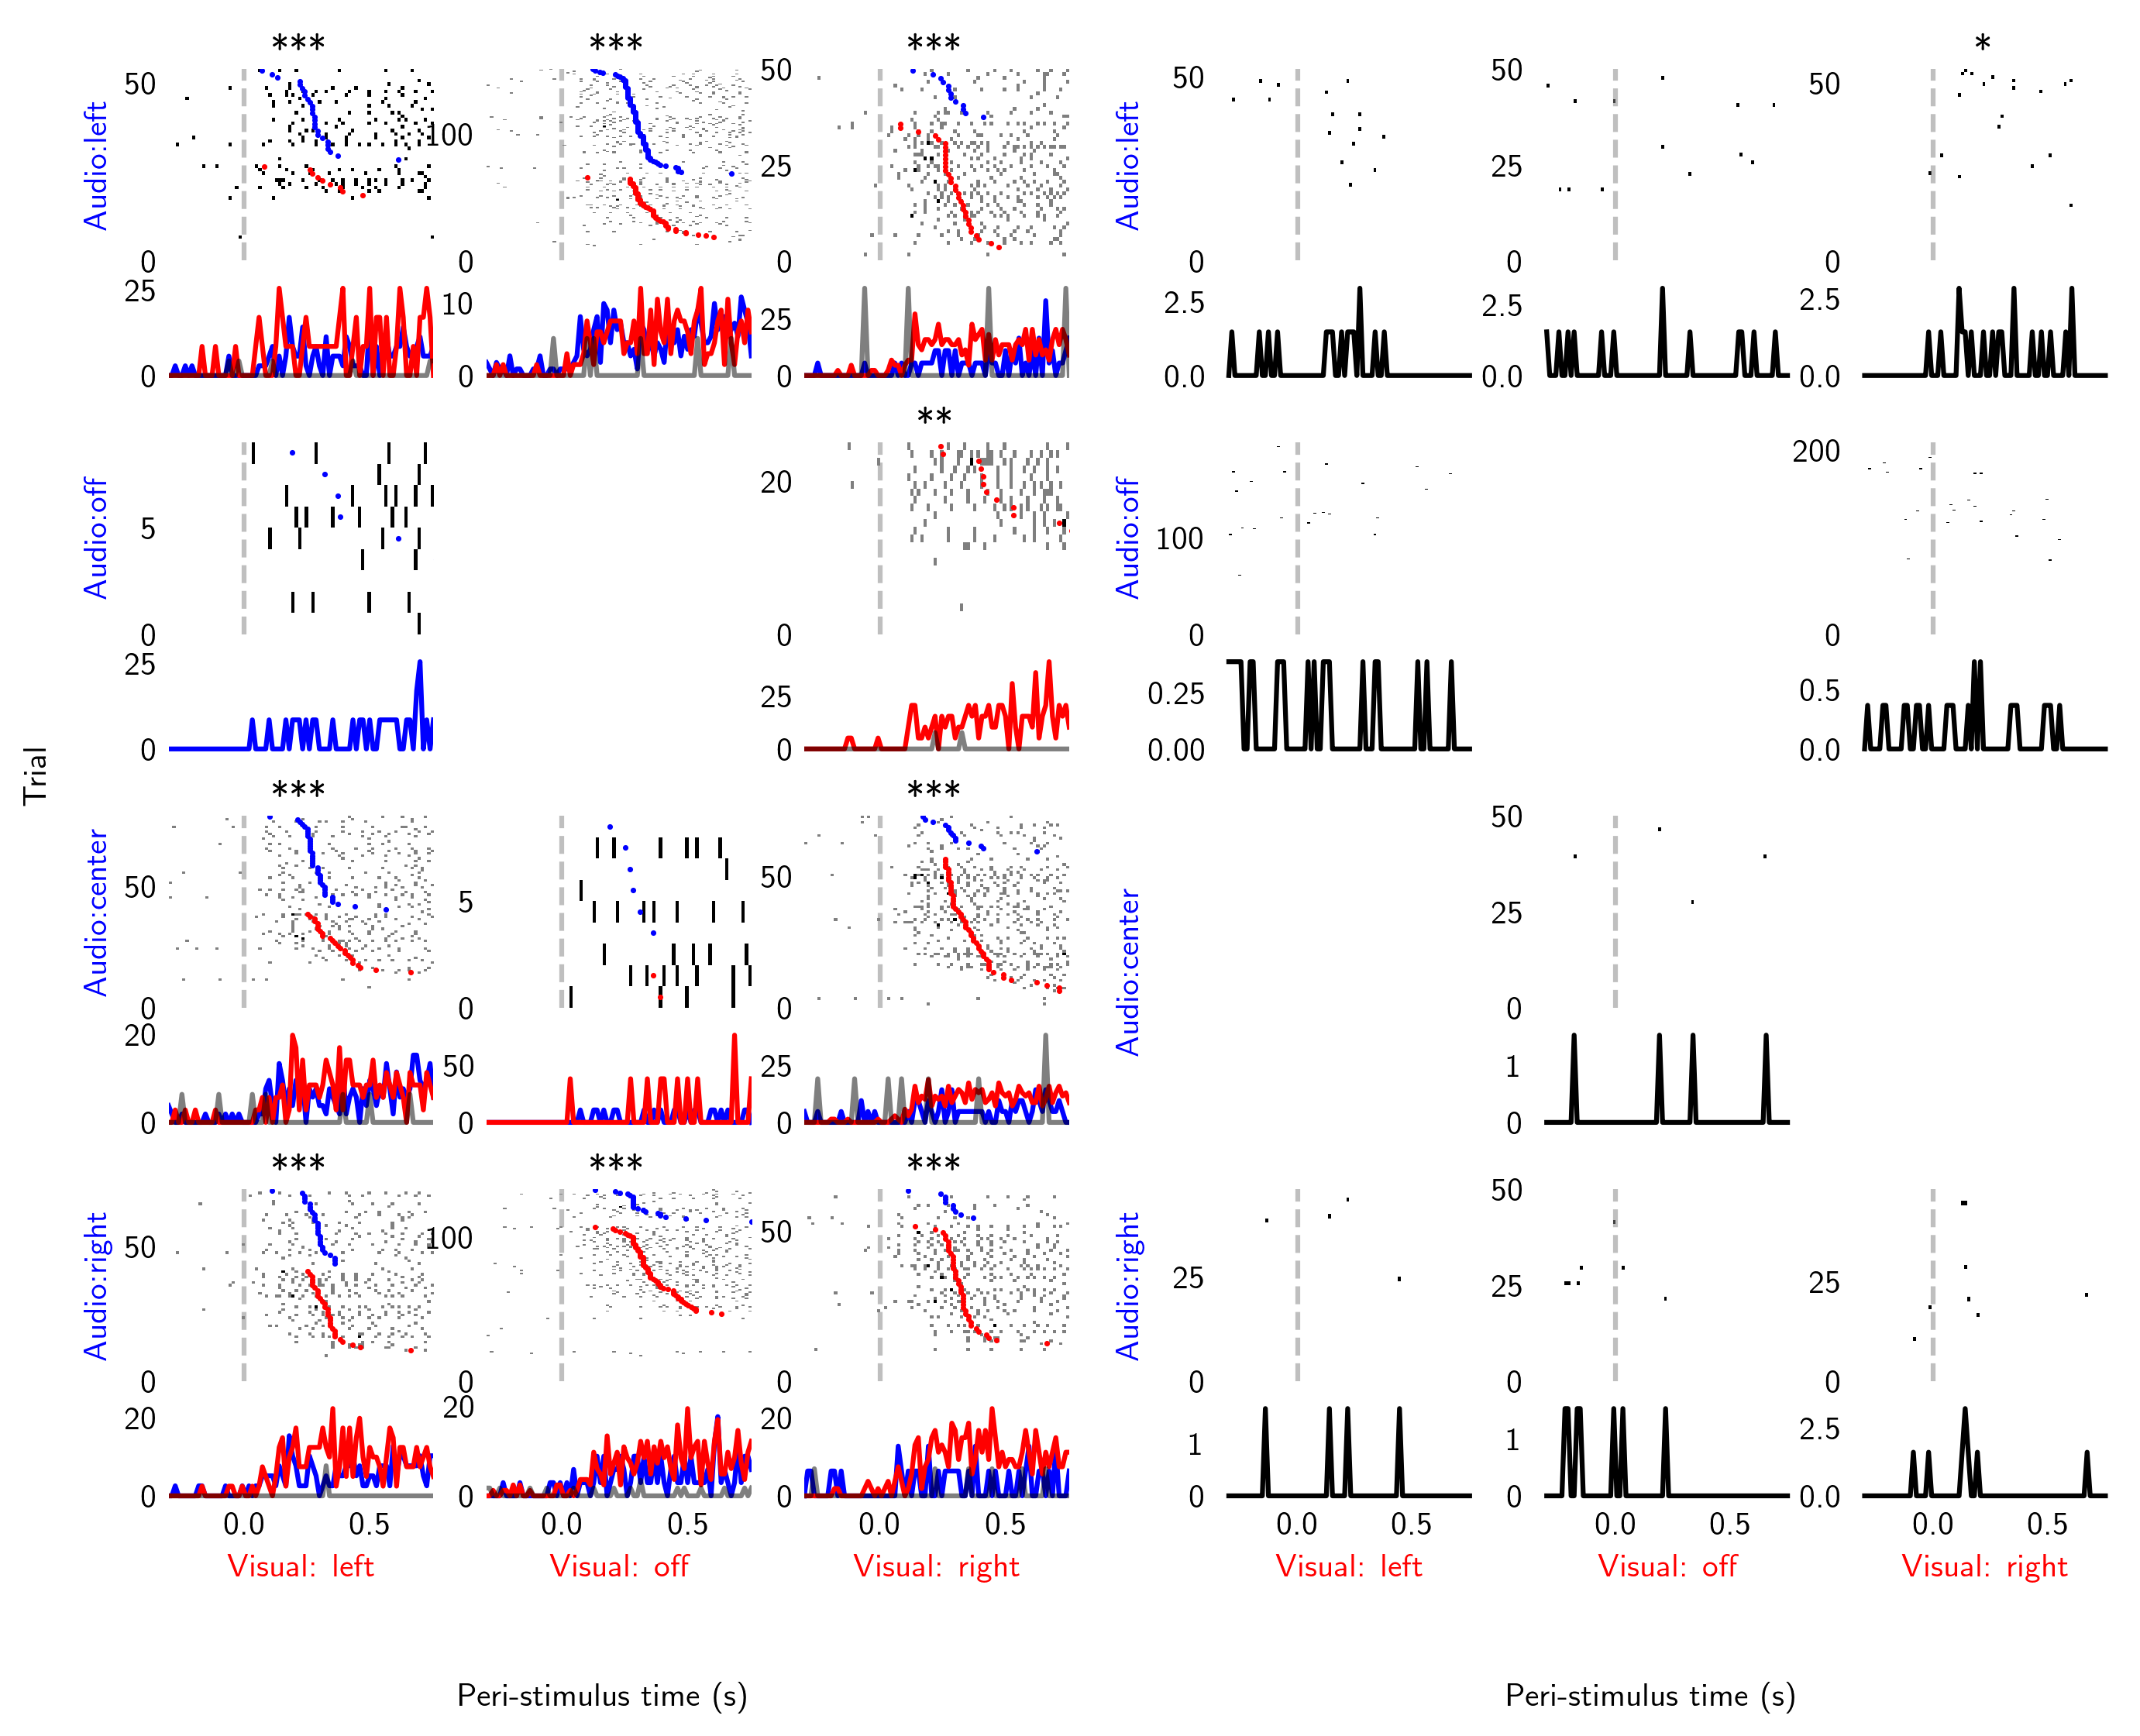 *** *** *** *
50 50 50 50 50
Audio:left Audio:left
100
25 25
0 0 0 0 0 0
25 10 25 2.5 2.5 2.5
0 0 0 0.0 0.0 0.0
**
200
20
Audio:off Audio:off
5 100
0 0 0 0
25 25 0.25 0.5
0 0 0.00 0.0
Trial
*** ***
50
50 5 50 25
Audio:center Audio:center
0 0 0 0
20 50 25 1
0 0 0 0
*** *** ***
50
50 100 50 25 25 25
Audio:right Audio:right
0 0 0 0 0 0
20 20 20 1 1 2.5
0 0 0 0 0 0.0
0.0 0.5 0.0 0.5 0.0 0.5 0.0 0.5 0.0 0.5 0.0 0.5
Visual: left Visual: off Visual: right Visual: left Visual: off Visual: right
Peri-stimulus time (s) Peri-stimulus time (s)